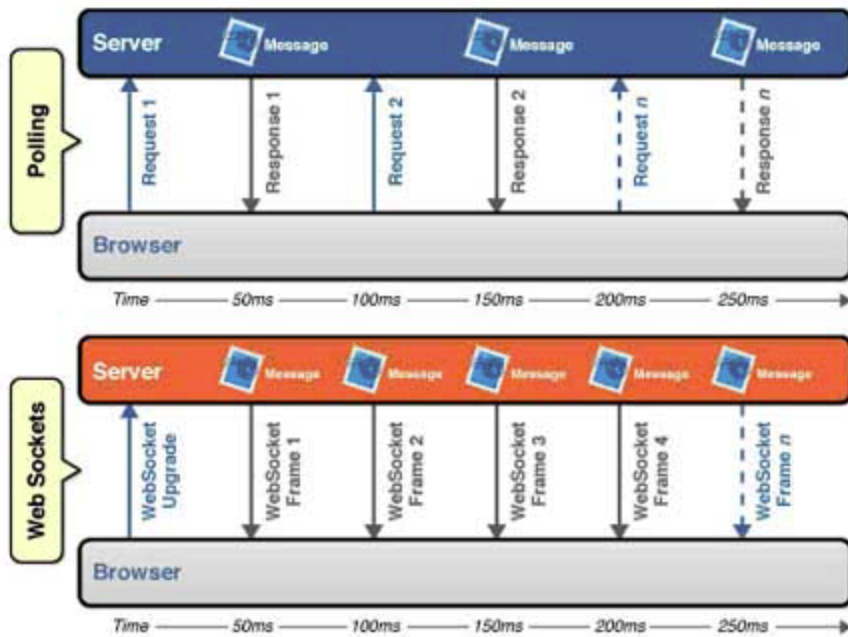 Polling
Server
Message
Message
Message
Request 1
Response 1
Request 2
Response 2
Request n
Response n
Browser
Time 50ms 100ms 150ms 200ms 250ms
Web Sockets
Server
Message
Message
Message
Message
Message
WebSocket
Upgrade
WebSocket
Frame 1
WebSocket
Frame 2
WebSocket
Frame 3
WebSocket
Frame 4
WebSocket
Frame n
Browser
Time 50ms 100ms 150ms 200ms 250ms